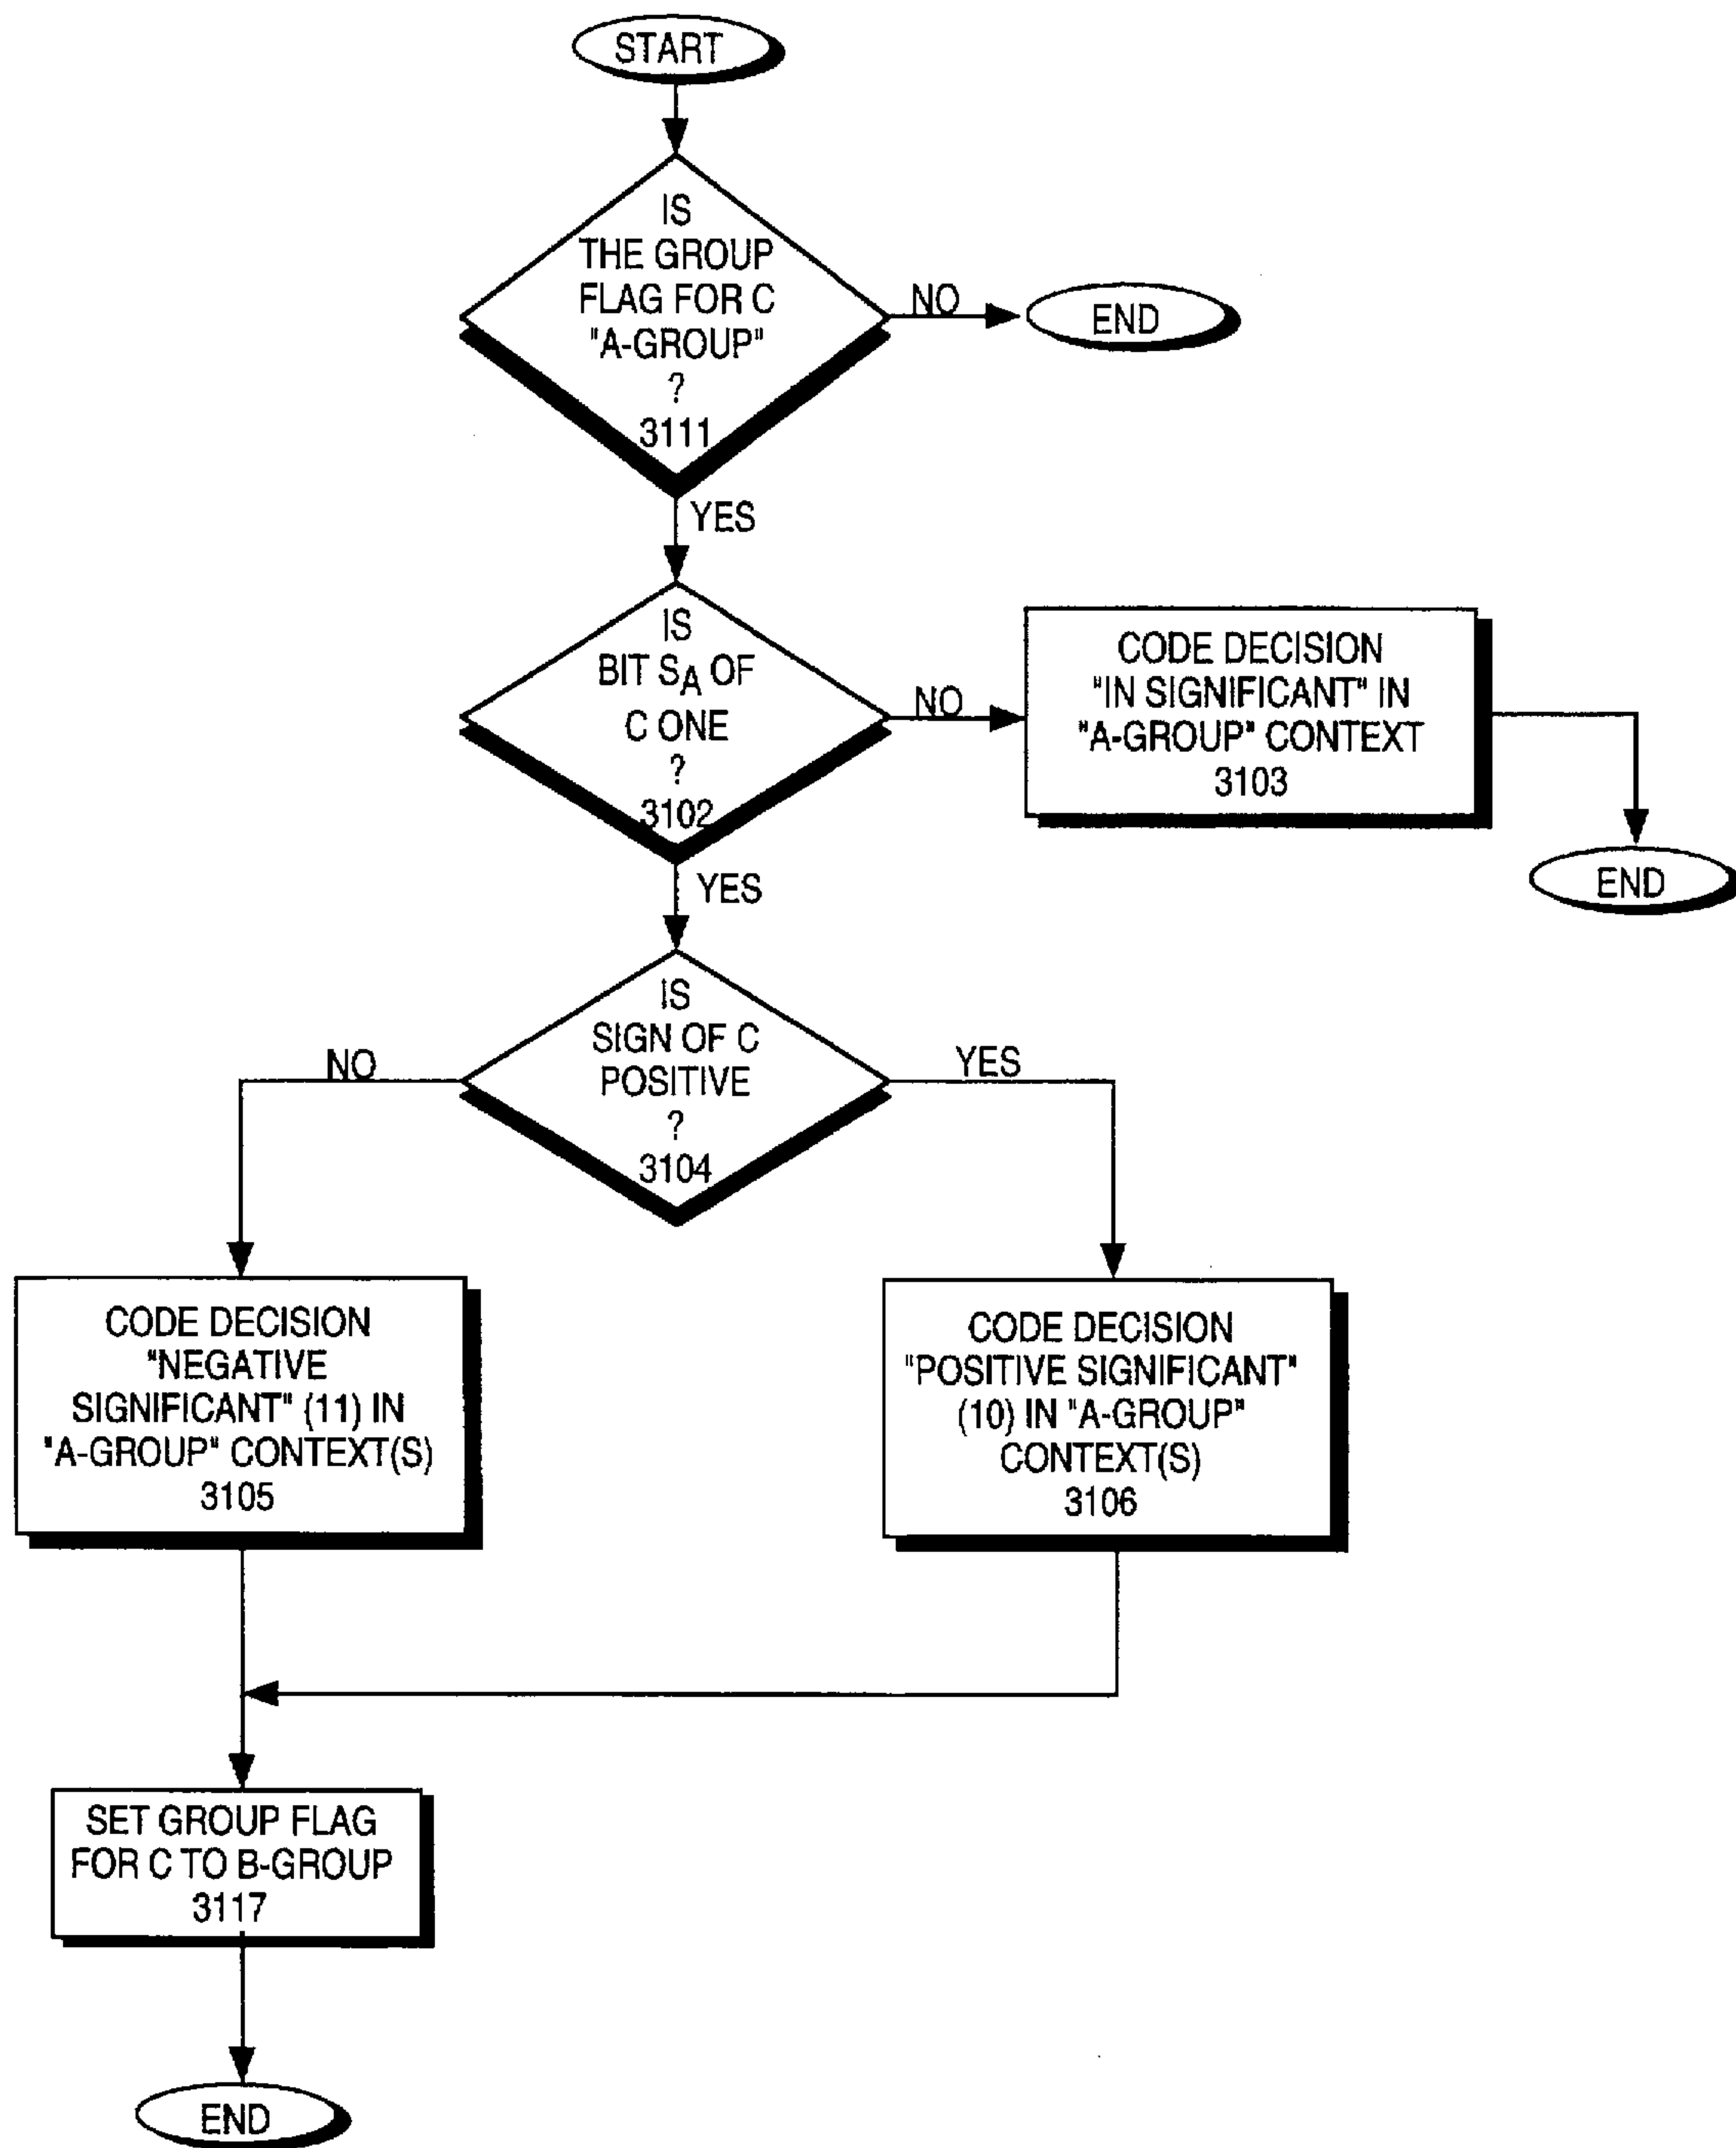 START
IS
THE GROUP
FLAG FOR C
"A-GROUP"
?
3111
NO
END
YES
IS
BIT SA OF
C ONE
?
3102
NO
CODE DECISION
"IN SIGNIFICANT" IN
"A-GROUP" CONTEXT
3103
END
YES
IS
SIGN OF C
POSITIVE
?
3104
NO
YES
CODE DECISION
"NEGATIVE
SIGNIFICANT" (11) IN
"A-GROUP" CONTEXT(S)
3105
CODE DECISION
"POSITIVE SIGNIFICANT"
(10) IN "A-GROUP"
CONTEXT(S)
3106
SET GROUP FLAG
FOR C TO B-GROUP
3117
END